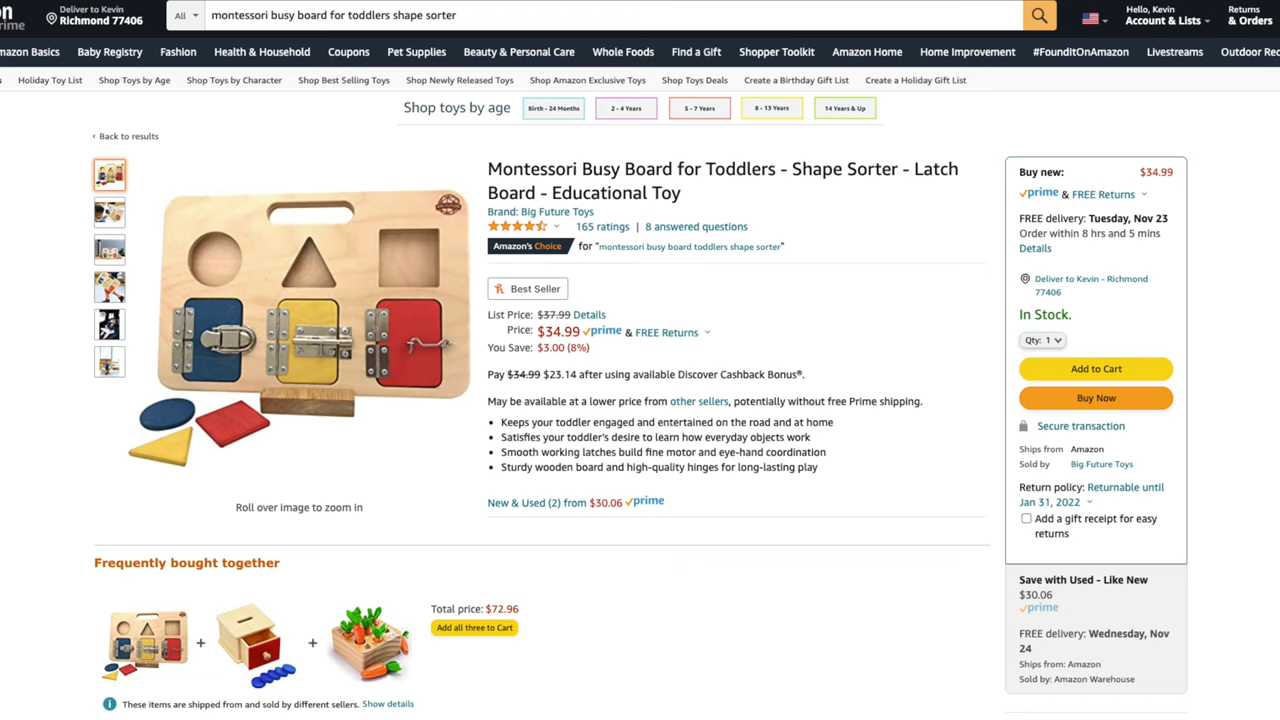 n
rime
Deliver to Kevin
Richmond 77406
All
montessori busy board for toddlers shape sorter
Hello, Kevin
Account & Lists
Returns
& Orders
mazon Basics
Baby Registry
Fashion
Health & Household
Coupons
Pet Supplies
Beauty & Personal Care
Whole Foods
Find a Gift
Shopper Toolkit
Amazon Home
Home Improvement
#FoundItOnAmazon
Livestreams
Outdoor Rec
s
Holiday Toy List
Shop Toys by Age
Shop Toys by Character
Shop Best Selling Toys
Shop Newly Released Toys
Shop Amazon Exclusive Toys
Shop Toys Deals
Create a Birthday Gift List
Create a Holiday Gift List
Shop toys by age
Birth - 24 Months
2 - 4 Years
5 - 7 Years
8 - 13 Years
14 Years & Up
‹ Back to results
Roll over image to zoom in
Montessori Busy Board for Toddlers - Shape Sorter - Latch
Board - Educational Toy
Brand: Big Future Toys
165 ratings | 8 answered questions
Amazon's Choice for "montessori busy board toddlers shape sorter"
Best Seller
List Price: $37.99 Details
Price: $34.99 prime & FREE Returns
You Save: $3.00 (8%)
Pay $34.99 $23.14 after using available Discover Cashback Bonus®.
May be available at a lower price from other sellers, potentially without free Prime shipping.
• Keeps your toddler engaged and entertained on the road and at home
• Satisfies your toddler's desire to learn how everyday objects work
• Smooth working latches build fine motor and eye-hand coordination
• Sturdy wooden board and high-quality hinges for long-lasting play
New & Used (2) from $30.06 prime
Buy new: $34.99
prime & FREE Returns
FREE delivery: Tuesday, Nov 23
Order within 8 hrs and 5 mins
Details
Deliver to Kevin - Richmond
77406
In Stock.
Qty: 1
Add to Cart
Buy Now
Secure transaction
Ships from Amazon
Sold by Big Future Toys
Return policy: Returnable until
Jan 31, 2022
Add a gift receipt for easy
returns
Save with Used - Like New
$30.06
prime
FREE delivery: Wednesday, Nov
24
Ships from: Amazon
Sold by: Amazon Warehouse
Frequently bought together
+
+
Total price: $72.96
Add all three to Cart
i These items are shipped from and sold by different sellers. Show details